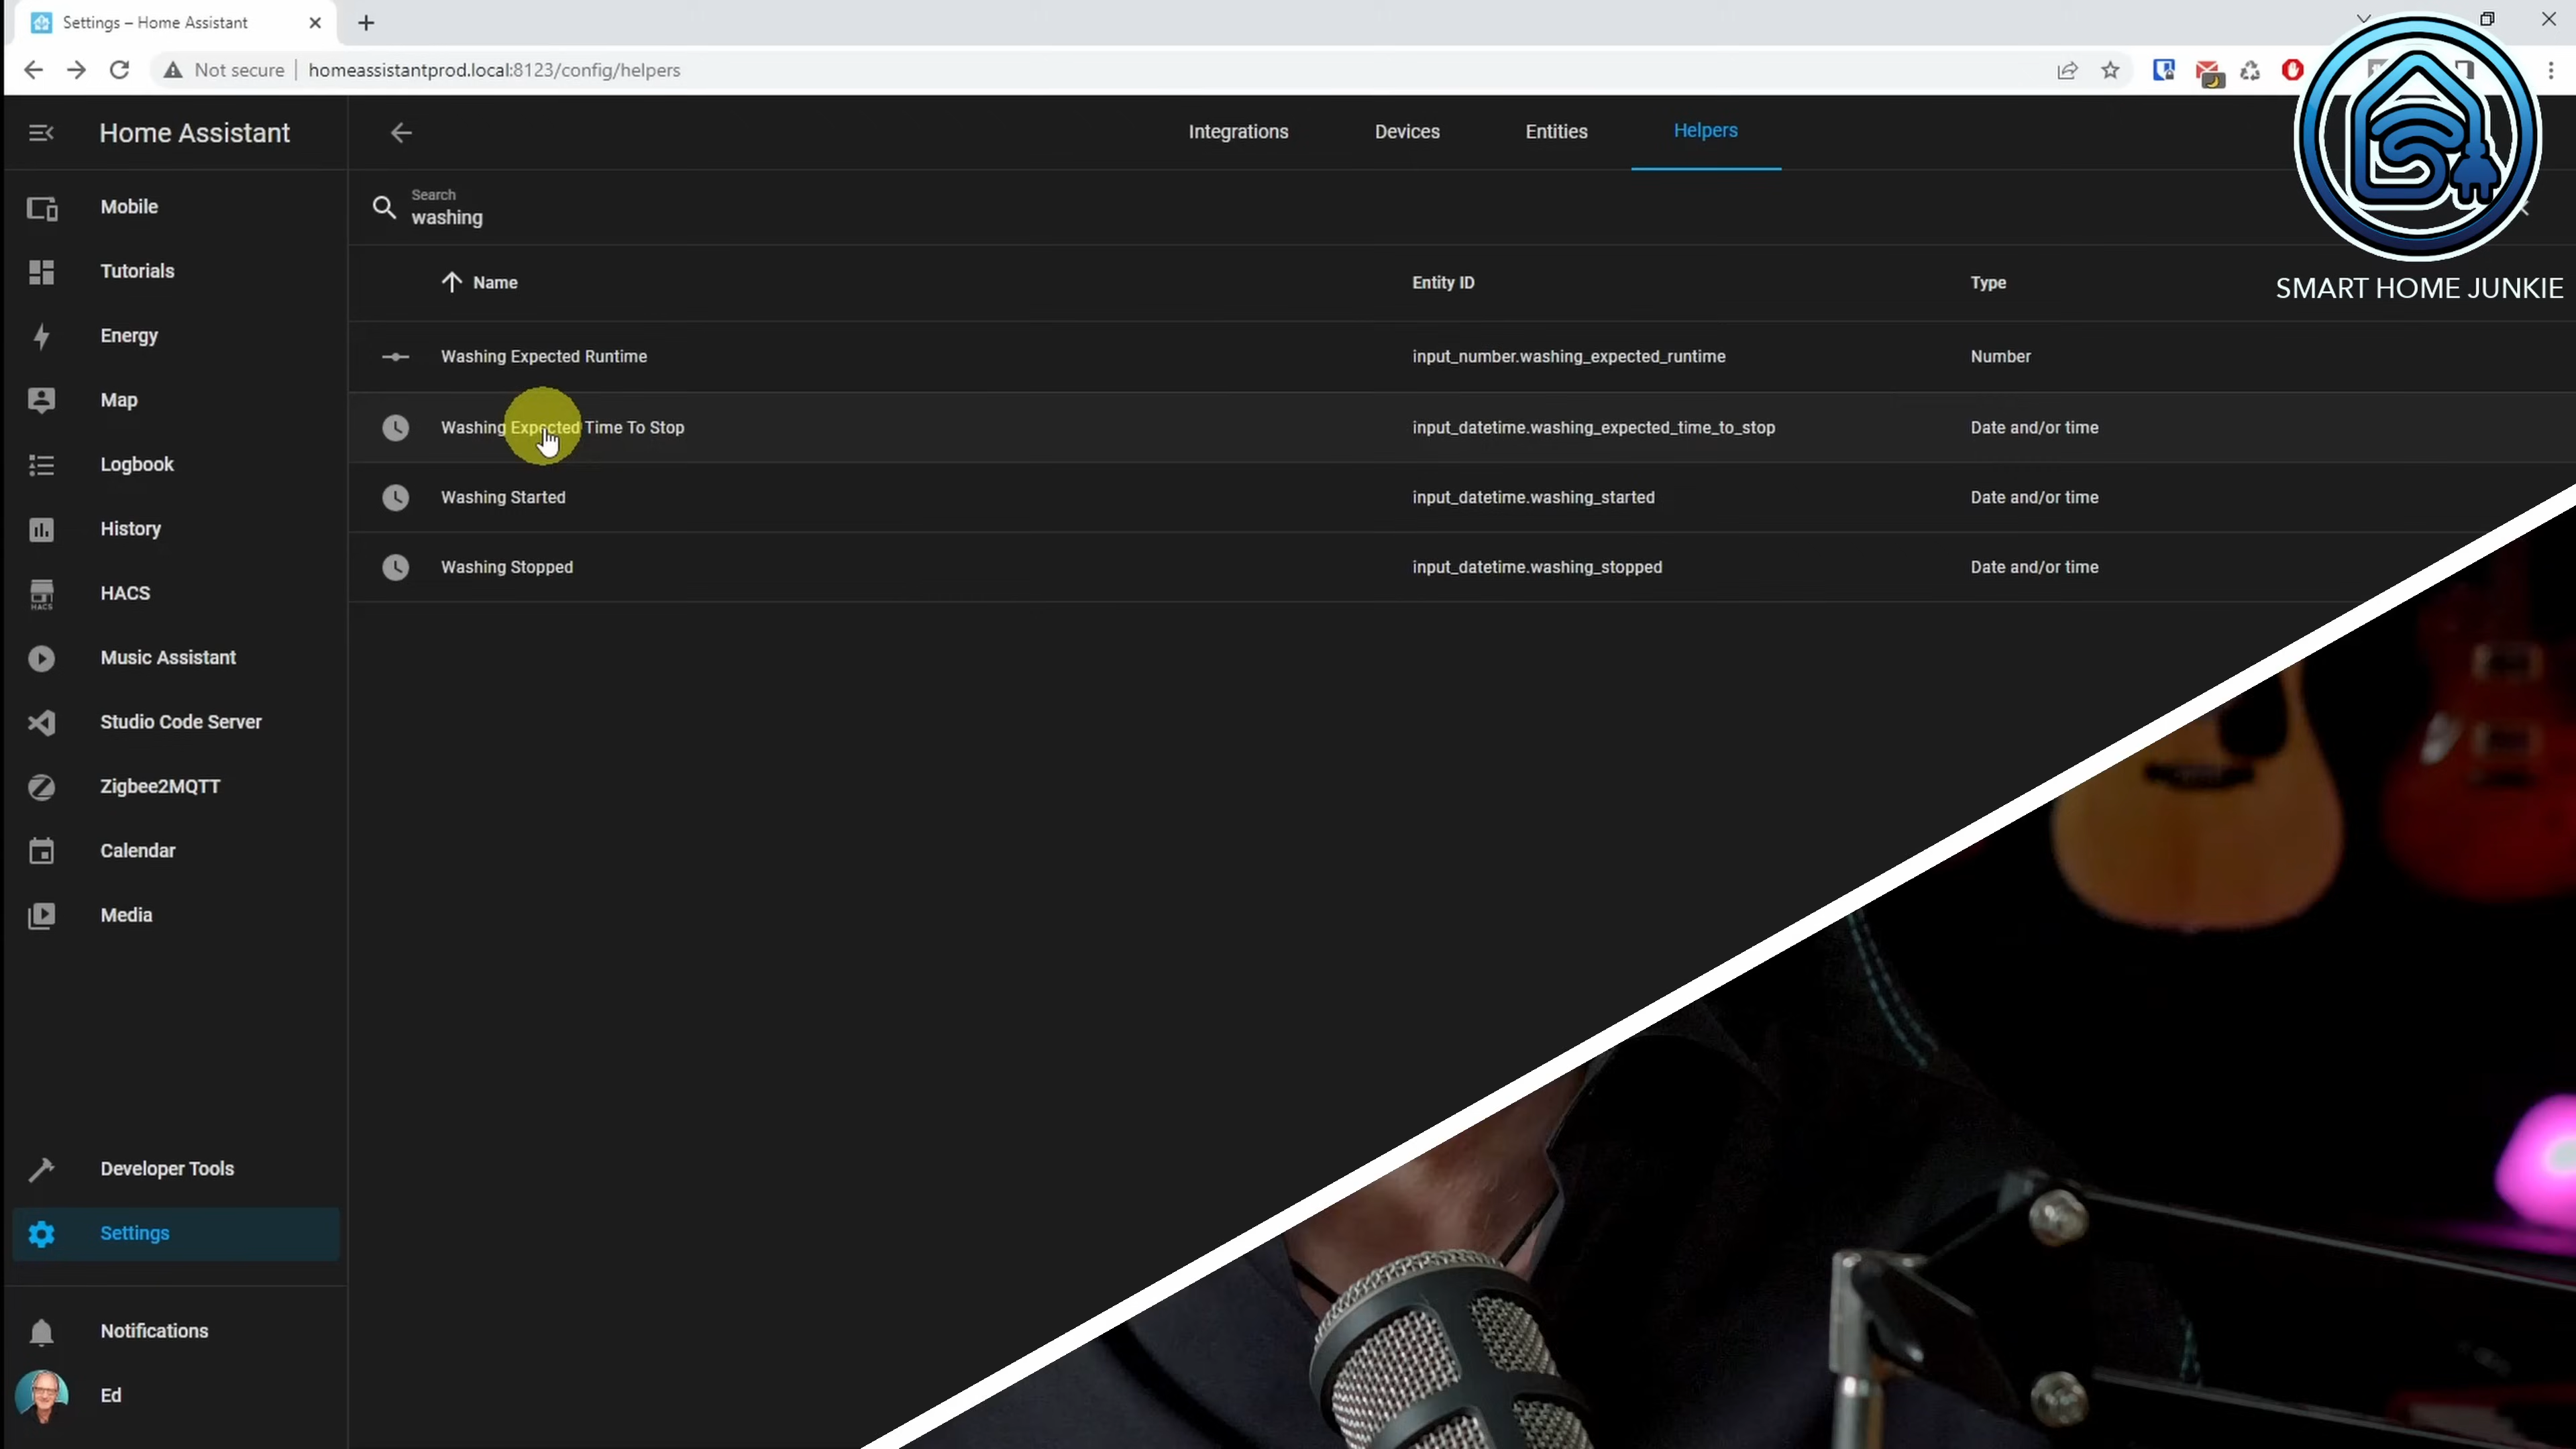 Settings – Home Assistant
Not secure
homeassistantprod.local:8123/config/helpers
SMART HOME JUNKIE
Home Assistant
Integrations
Devices
Entities
Helpers
Mobile
Tutorials
Energy
Map
Logbook
History
HACS
HACS
Music Assistant
Studio Code Server
Zigbee2MQTT
Calendar
Media
Developer Tools
Settings
Notifications
Ed
Search
washing
Name Entity ID Type
Washing Expected Runtime input_number.washing_expected_runtime Number
Washing Expected Time To Stop input_datetime.washing_expected_time_to_stop Date and/or time
Washing Started input_datetime.washing_started Date and/or time
Washing Stopped input_datetime.washing_stopped Date and/or time